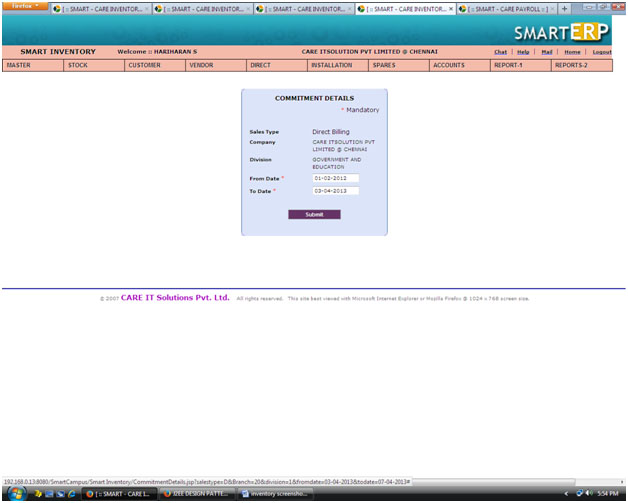 firefox
[ :: SMART - CARE INVENTOR... × [ :: SMART - CARE INVENTOR... × [ :: SMART - CARE INVENTOR... × [ :: SMART - CARE INVENTOR... × [ :: SMART - CARE PAYROLL :: ] × +
SMARTERP
SMART INVENTORY Welcome :: HARIHARAN S CARE ITSOLUTION PVT LIMITED @ CHENNAI Chat | Help | Mail | Home | Logout
MASTER STOCK CUSTOMER VENDOR DIRECT INSTALLATION SPARES ACCOUNTS REPORT-1 REPORTS-2
COMMITMENT DETAILS
* Mandatory
Sales Type Direct Billing
Company CARE ITSOLUTION PVT
LIMITED @ CHENNAI
Division GOVERNMENT AND
EDUCATION
From Date * 01-02-2012
To Date * 03-04-2013
Submit
© 2007 CARE IT Solutions Pvt. Ltd. All rights reserved. This site best viewed with Microsoft Internet Explorer or Mozilla Firefox @ 1024 x 768 screen size.
192.168.0.13:8080/SmartCampus/Smart Inventory/CommitmentDetails.jsp?salestype=D&Branch=20&division=1&fromdate=03-04-2013&todate=07-04-2013#
[ :: SMART - CARE I... J2EE DESIGN PATTE... inventory screensho... 5:54 PM